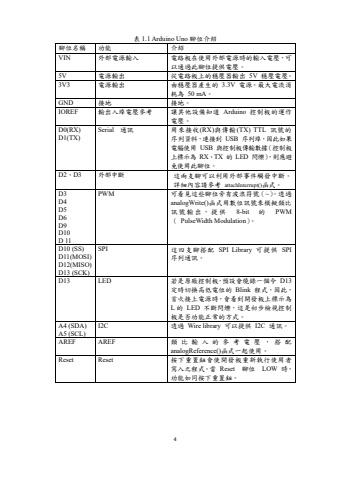 表 1.1 Arduino Uno 腳位介紹
腳位名稱 功能 介紹
VIN 外部電源輸入 電路板在使用外部電源時的輸入電壓，可
以通過此腳位提供電壓。
5V 電源輸出 從電路板上的穩壓器輸出 5V 穩壓電壓。
3V3 電源輸出 由穩壓器產生的 3.3V 電源。最大電流消
耗為 50 mA。
GND 接地 接地。
IOREF 輸出入埠電壓參考 讓其他設備知道 Arduino 控制板的運作
電壓。
D0(RX) Serial 通訊 用來接收(RX)與傳輸(TX) TTL 訊號的
D1(TX) 序列資料。連接到 USB 序列埠，因此如果
電腦使用 USB 與控制板傳輸數據(控制板
上標示為 RX、TX 的 LED 閃爍)，則應避
免使用此腳位。
D2、D3 外部中斷 這兩支腳可以利用外部事件觸發中斷。
詳細內容請參考 attachInterrupt()函式。
D3 PWM 可看見這些腳位旁有波浪符號（~）。透過
D4 analogWrite()函式用數位訊號來模擬類比
D5 訊號輸出，提供 8-bit 的 PWM
D6 （ PulseWidth Modulation）。
D9
D10
D 11
D10 (SS) SPI 這四支腳搭配 SPI Library 可提供 SPI
D11(MOSI) 序列通訊。
D12(MISO)
D13 (SCK)
D13 LED 若是原廠控制板，預設會燒錄一個令 D13
定時切換高低電位的 Blink 程式，因此，
首次接上電源時，會看到開發板上標示為
L 的 LED 不斷閃爍，這是初步檢視控制
板是否功能正常的方式。
A4 (SDA) I2C 透過 Wire library 可以提供 I2C 通訊。
A5 (SCL)
AREF AREF 類比輸入的參考電壓，搭配
analogReference()函式一起使用。
Reset Reset 按下重置鈕會使開發板重新執行使用者
寫入之程式。當 Reset 腳位 LOW 時，
功能如同按下重置鈕。
4